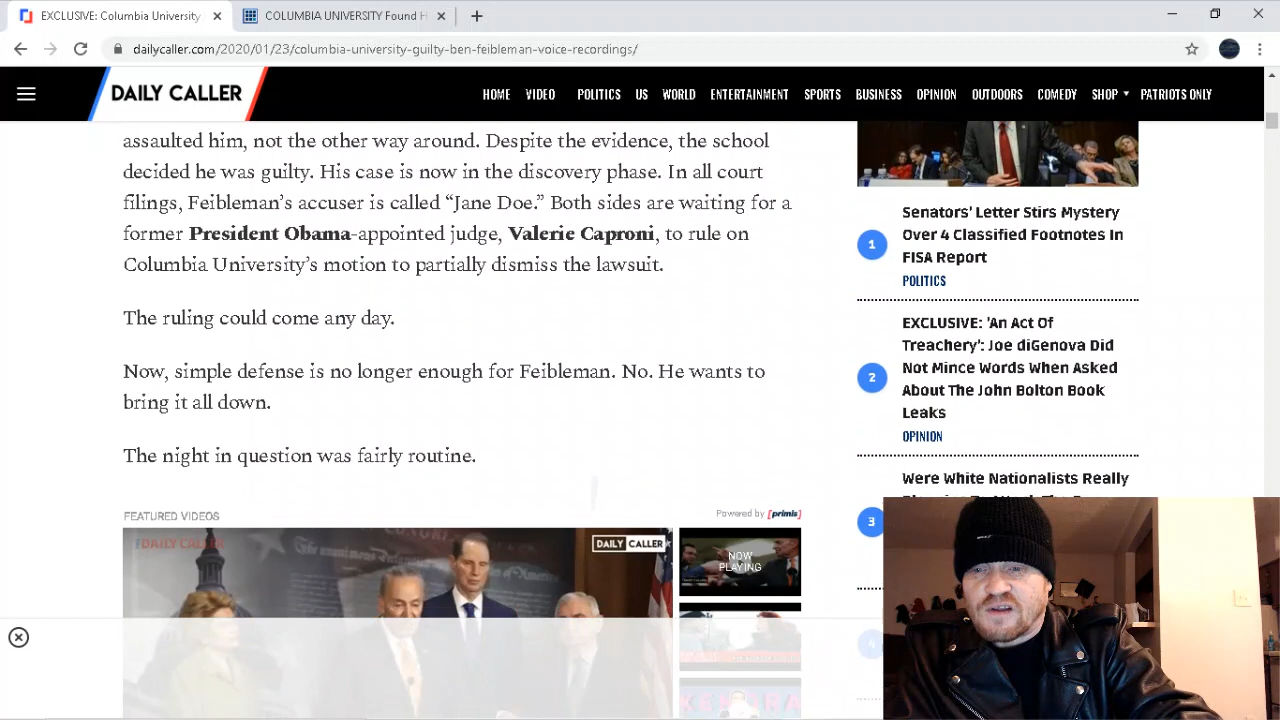 EXCLUSIVE: Columbia University
COLUMBIA UNIVERSITY Found H
dailycaller.com/2020/01/23/columbia-university-guilty-ben-feibleman-voice-recordings/
DAILY CALLER
HOME VIDEO POLITICS US WORLD ENTERTAINMENT SPORTS BUSINESS OPINION OUTDOORS COMEDY SHOP PATRIOTS ONLY
assaulted him, not the other way around. Despite the evidence, the school
decided he was guilty. His case is now in the discovery phase. In all court
filings, Feibleman’s accuser is called “Jane Doe.” Both sides are waiting for a
former President Obama-appointed judge, Valerie Caproni, to rule on
Columbia University’s motion to partially dismiss the lawsuit.
The ruling could come any day.
Now, simple defense is no longer enough for Feibleman. No. He wants to
bring it all down.
The night in question was fairly routine.
FEATURED VIDEOS
Powered by [primis]
DAILY CALLER
DAILY CALLER
NOW
PLAYING
1
Senators’ Letter Stirs Mystery
Over 4 Classified Footnotes In
FISA Report
POLITICS
2
EXCLUSIVE: 'An Act Of
Treachery’: Joe diGenova Did
Not Mince Words When Asked
About The John Bolton Book
Leaks
OPINION
3
Were White Nationalists Really
4